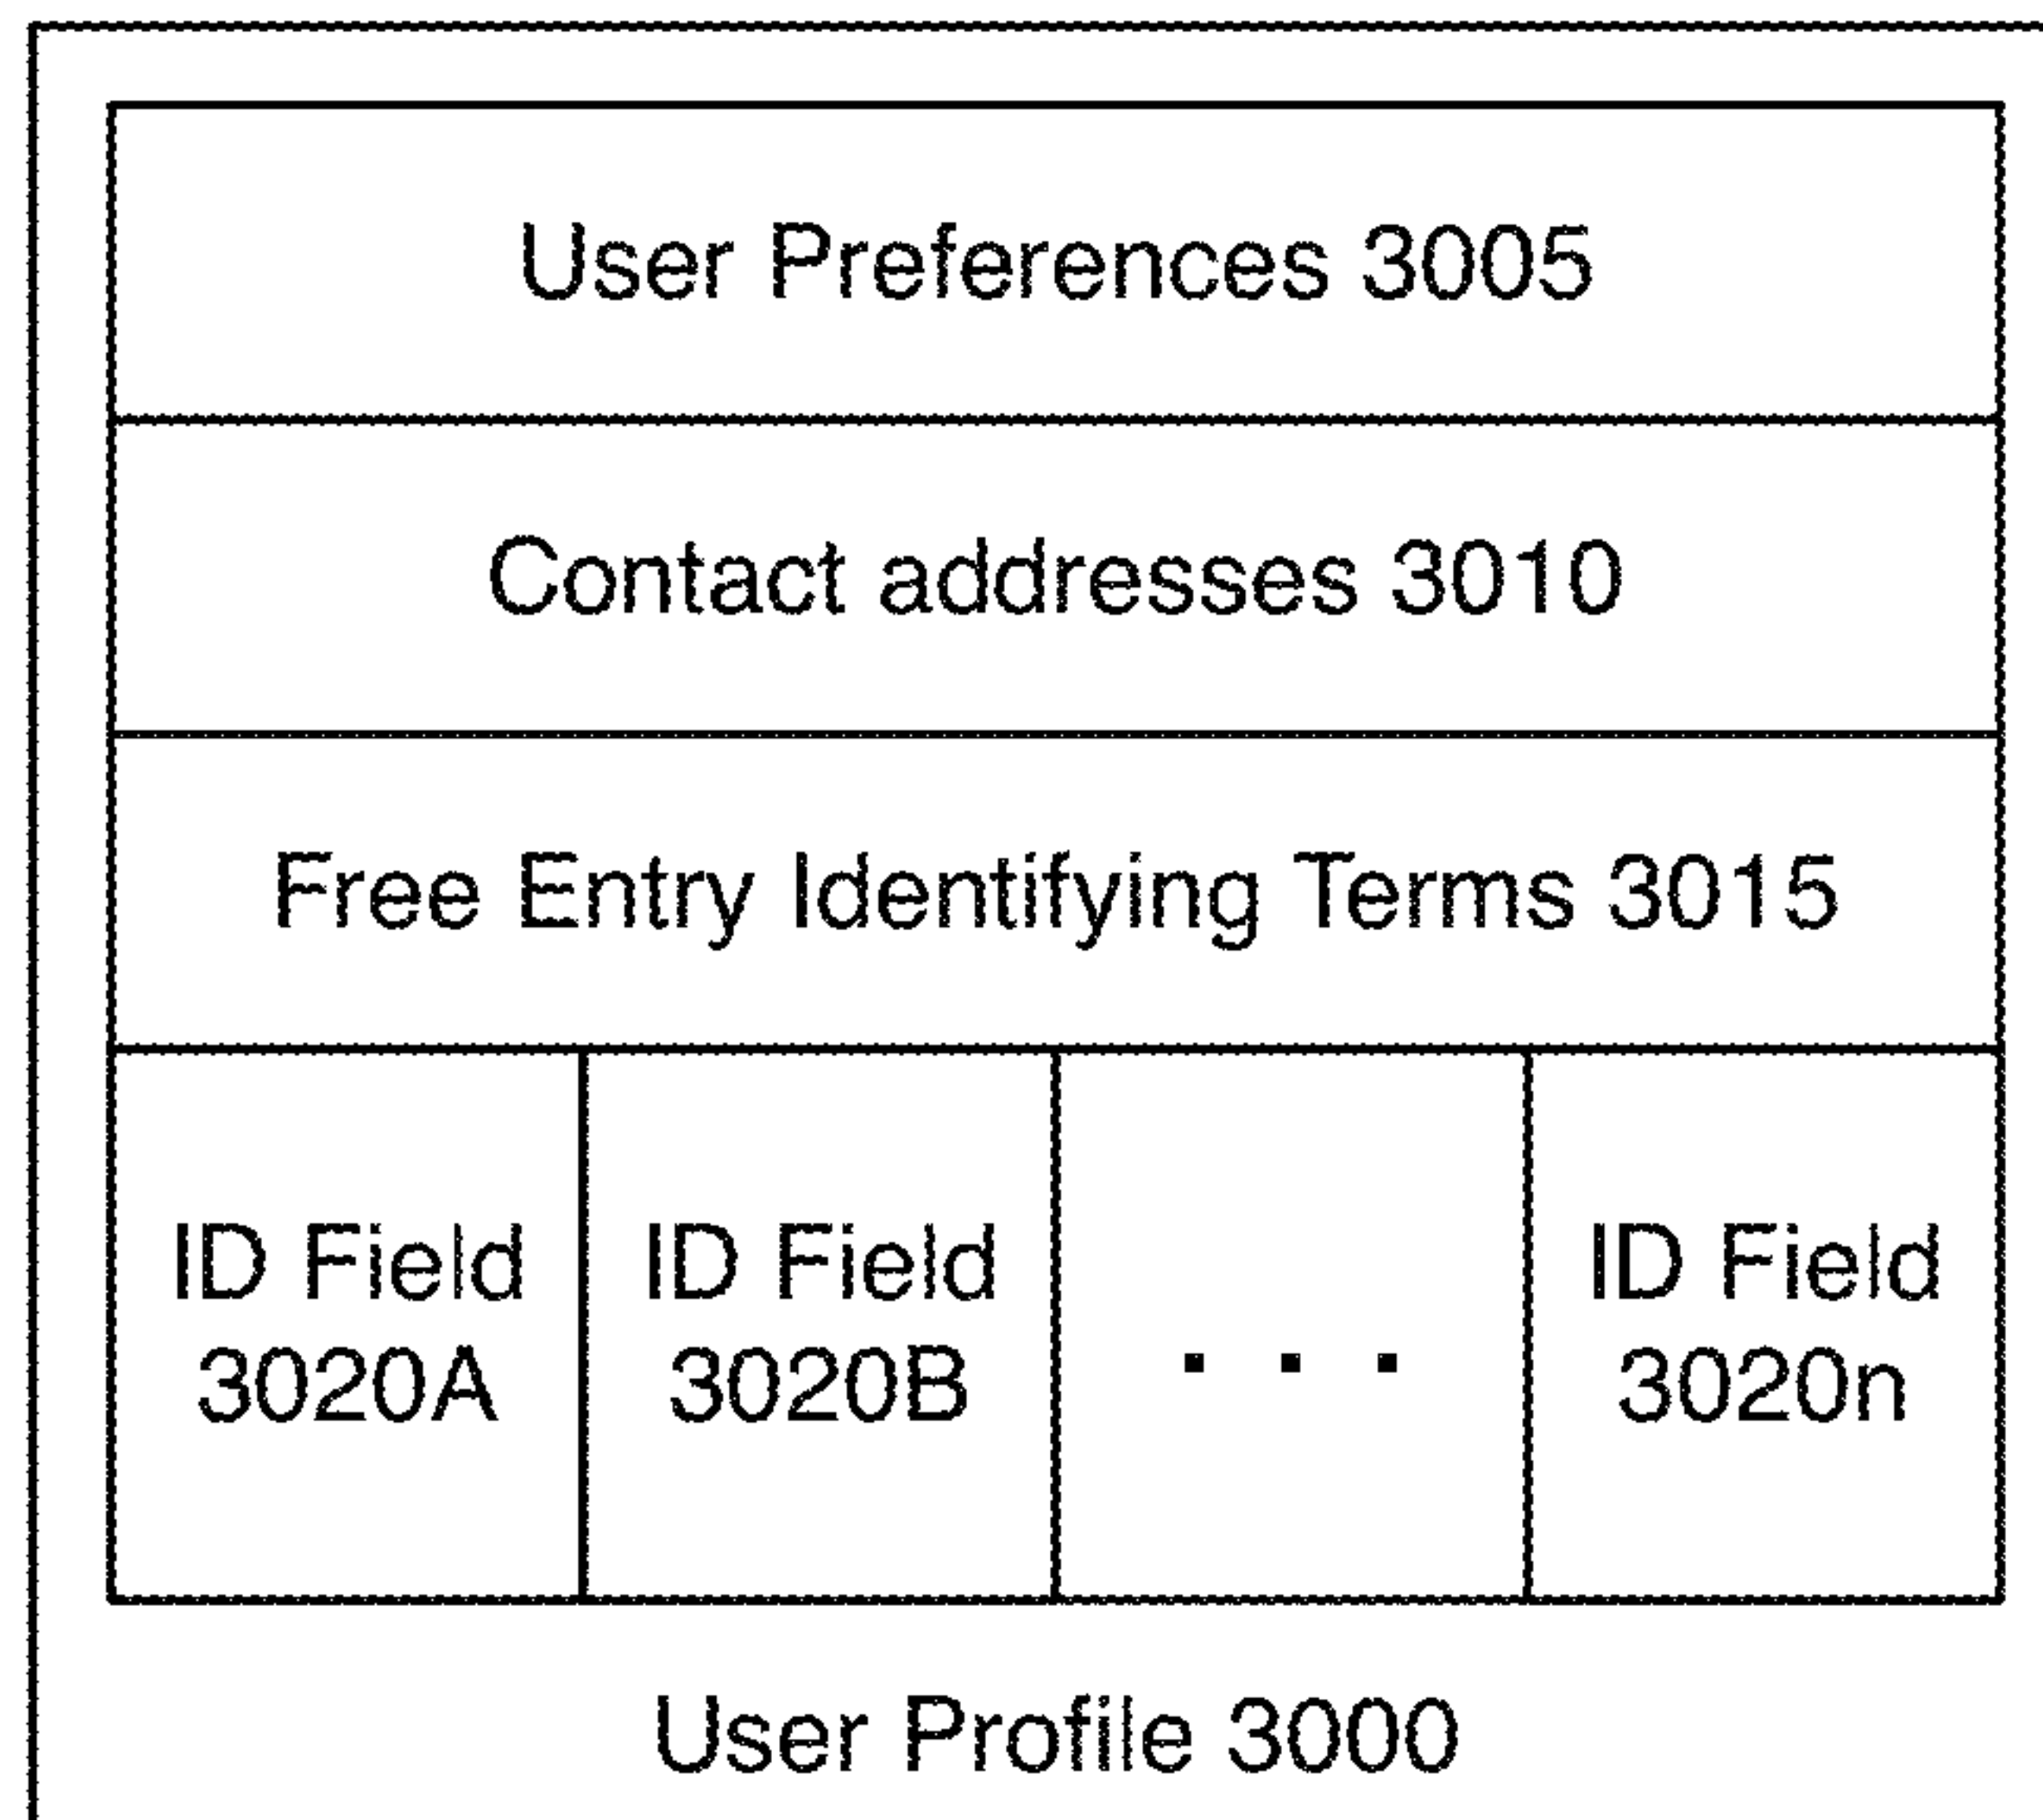 User Preferences 3005
Contact addresses 3010
Free Entry Identifying Terms 3015
ID Field
3020A
ID Field
3020B
. . .
ID Field
3020n
User Profile 3000